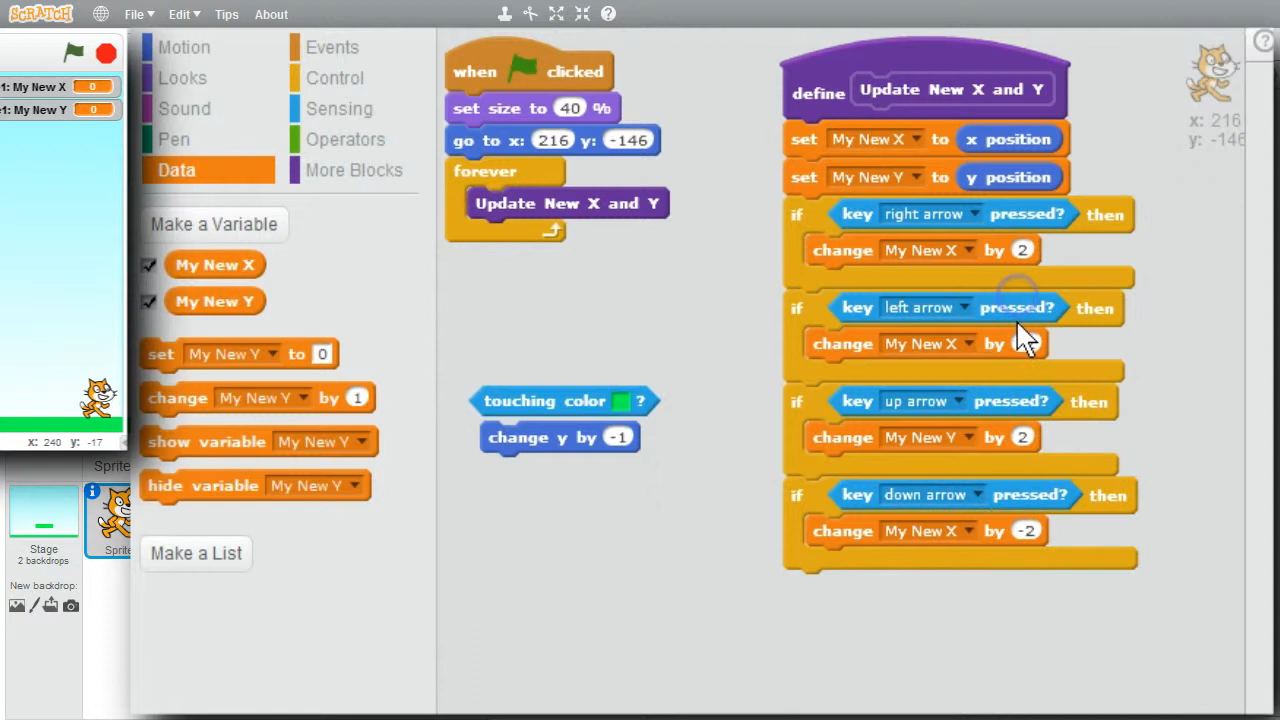 SCRATCH File Edit Tips About
1: My New X 0
e1: My New Y 0
x: 240 y: -17
Sprite
Stage
2 backdrops
New backdrop:
Motion
Looks
Sound
Pen
Data
Events
Control
Sensing
Operators
More Blocks
Make a Variable
My New X
My New Y
set My New Y to 0
change My New Y by 1
show variable My New Y
hide variable My New Y
Make a List
when clicked
set size to 40 %
go to x: 216 y: -146
forever
Update New X and Y
touching color ?
change y by -1
define Update New X and Y
set My New X to x position
set My New Y to y position
if key right arrow pressed? then
change My New X by 2
if key left arrow pressed? then
change My New X by
if key up arrow pressed? then
change My New Y by 2
if key down arrow pressed? then
change My New X by -2
x: 216
y: -146